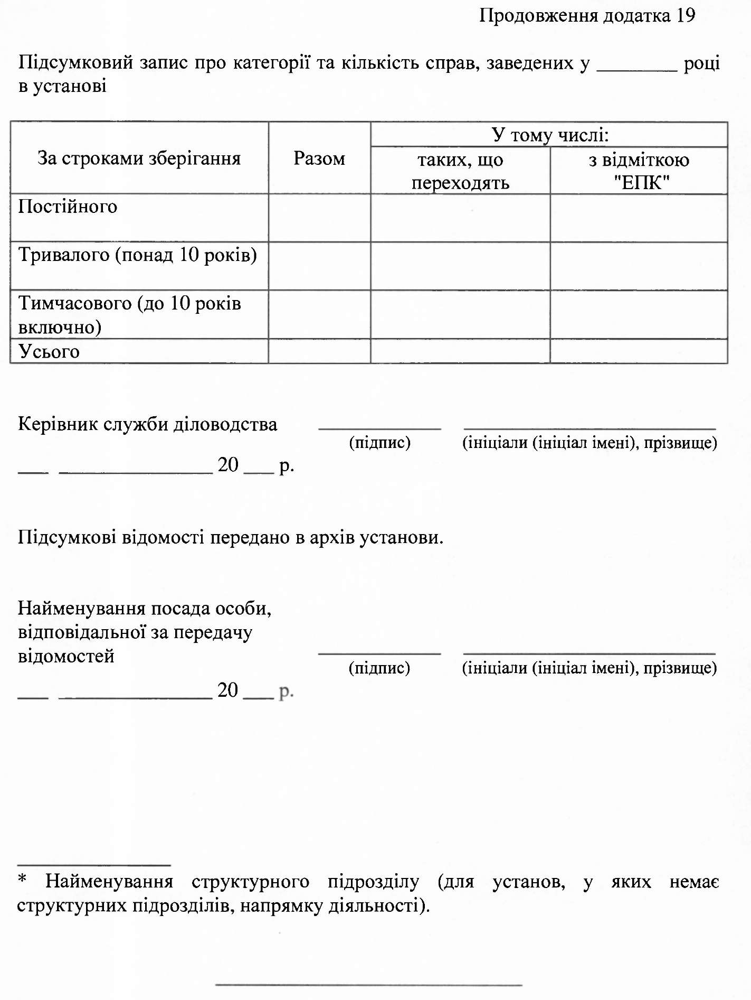 Продовження додатка 19
Підсумковий запис про категорії та кількість справ, заведених у ________ році
в установі
У тому числі:
За строками зберігання
Разом
таких, що
переходять
з відміткою
"ЕПК"
Постійного
Тривалого (понад 10 років)
Тимчасового (до 10 років
включно)
Усього
Керівник служби діловодства ____________ ________________________
(підпис) (ініціали (ініціал імені), прізвище)
___ _______________ 20 ___ р.
Підсумкові відомості передано в архів установи.
Найменування посада особи,
відповідальної за передачу
відомостей ____________ ________________________
(підпис) (ініціали (ініціал імені), прізвище)
___ _______________ 20 ___ р.
* Найменування структурного підрозділу (для установ, у яких немає
структурних підрозділів, напрямку діяльності).